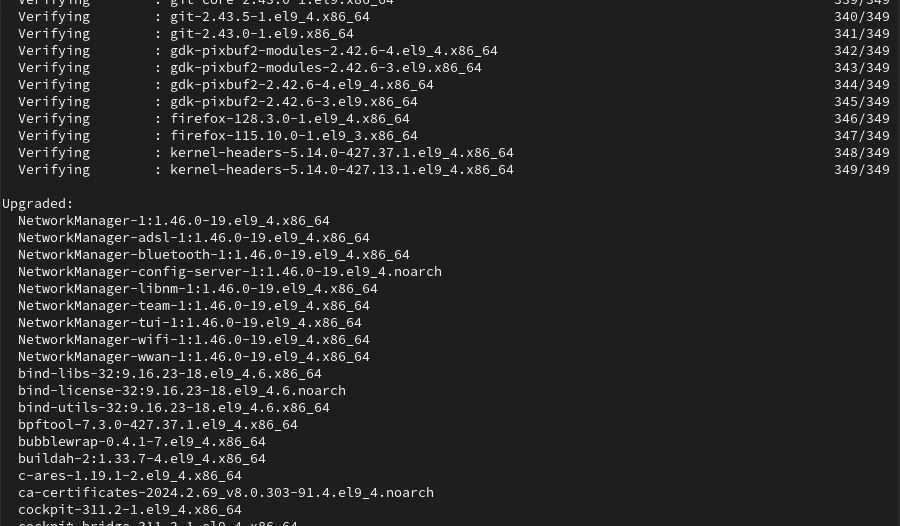 Verifying : git-core-2.43.0-1.el9.x86_64 339/349
Verifying : git-2.43.5-1.el9_4.x86_64 340/349
Verifying : git-2.43.0-1.el9.x86_64 341/349
Verifying : gdk-pixbuf2-modules-2.42.6-4.el9_4.x86_64 342/349
Verifying : gdk-pixbuf2-modules-2.42.6-3.el9.x86_64 343/349
Verifying : gdk-pixbuf2-2.42.6-4.el9_4.x86_64 344/349
Verifying : gdk-pixbuf2-2.42.6-3.el9.x86_64 345/349
Verifying : firefox-128.3.0-1.el9_4.x86_64 346/349
Verifying : firefox-115.10.0-1.el9_3.x86_64 347/349
Verifying : kernel-headers-5.14.0-427.37.1.el9_4.x86_64 348/349
Verifying : kernel-headers-5.14.0-427.13.1.el9_4.x86_64 349/349
Upgraded:
NetworkManager-1:1.46.0-19.el9_4.x86_64
NetworkManager-adsl-1:1.46.0-19.el9_4.x86_64
NetworkManager-bluetooth-1:1.46.0-19.el9_4.x86_64
NetworkManager-config-server-1:1.46.0-19.el9_4.noarch
NetworkManager-libnm-1:1.46.0-19.el9_4.x86_64
NetworkManager-team-1:1.46.0-19.el9_4.x86_64
NetworkManager-tui-1:1.46.0-19.el9_4.x86_64
NetworkManager-wifi-1:1.46.0-19.el9_4.x86_64
NetworkManager-wwan-1:1.46.0-19.el9_4.x86_64
bind-libs-32:9.16.23-18.el9_4.6.x86_64
bind-license-32:9.16.23-18.el9_4.6.noarch
bind-utils-32:9.16.23-18.el9_4.6.x86_64
bpftool-7.3.0-427.37.1.el9_4.x86_64
bubblewrap-0.4.1-7.el9_4.x86_64
buildah-2:1.33.7-4.el9_4.x86_64
c-ares-1.19.1-2.el9_4.x86_64
ca-certificates-2024.2.69_v8.0.303-91.4.el9_4.noarch
cockpit-311.2-1.el9_4.x86_64
cockpit-bridge-311.2-1.el9_4.x86_64